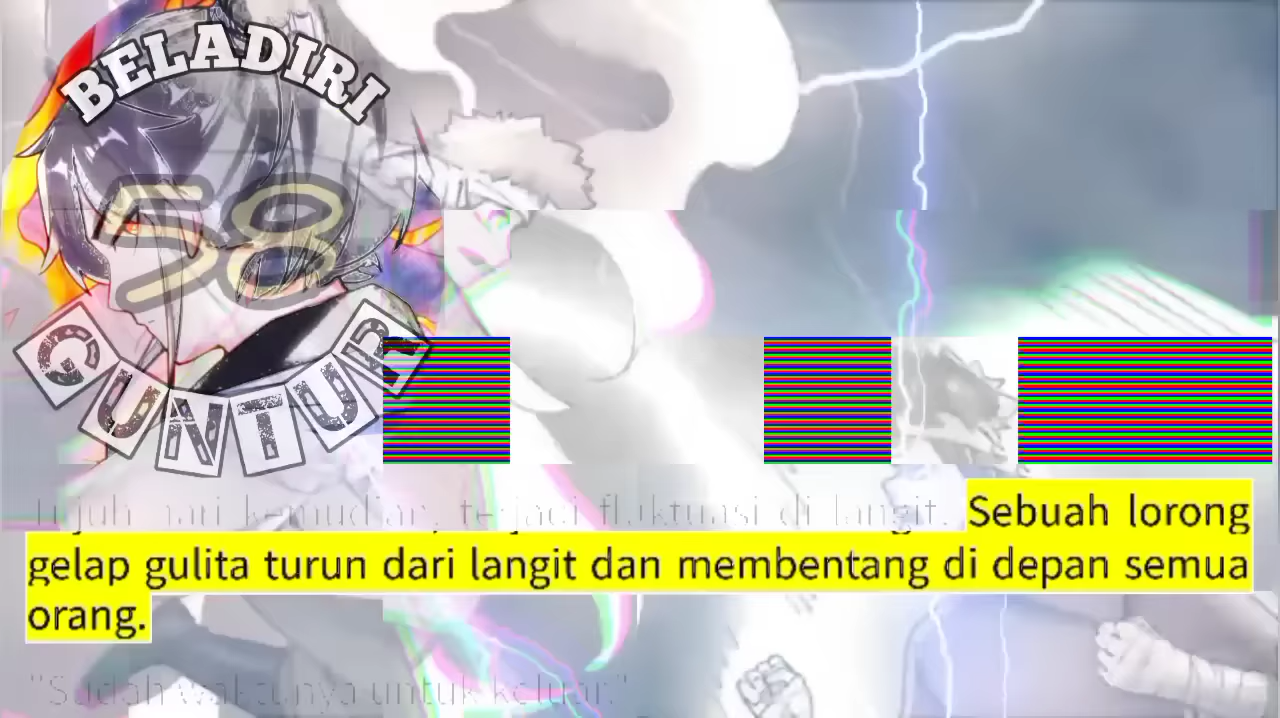 BELADIRI
58
GUNTUR
Tujuh hari kemudian, terjadi fluktuasi di langit. Sebuah lorong
gelap gulita turun dari langit dan membentang di depan semua
orang.
"Sudah waktunya untuk keluar."